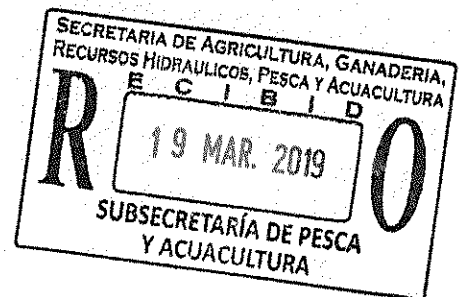 SECRETARIA DE AGRICULTURA, GANADERIA,
RECURSOS HIDRAULICOS, PESCA Y ACUACULTURA
R E C I B I D O
19 MAR. 2019
SUBSECRETARÍA DE PESCA
Y ACUACULTURA